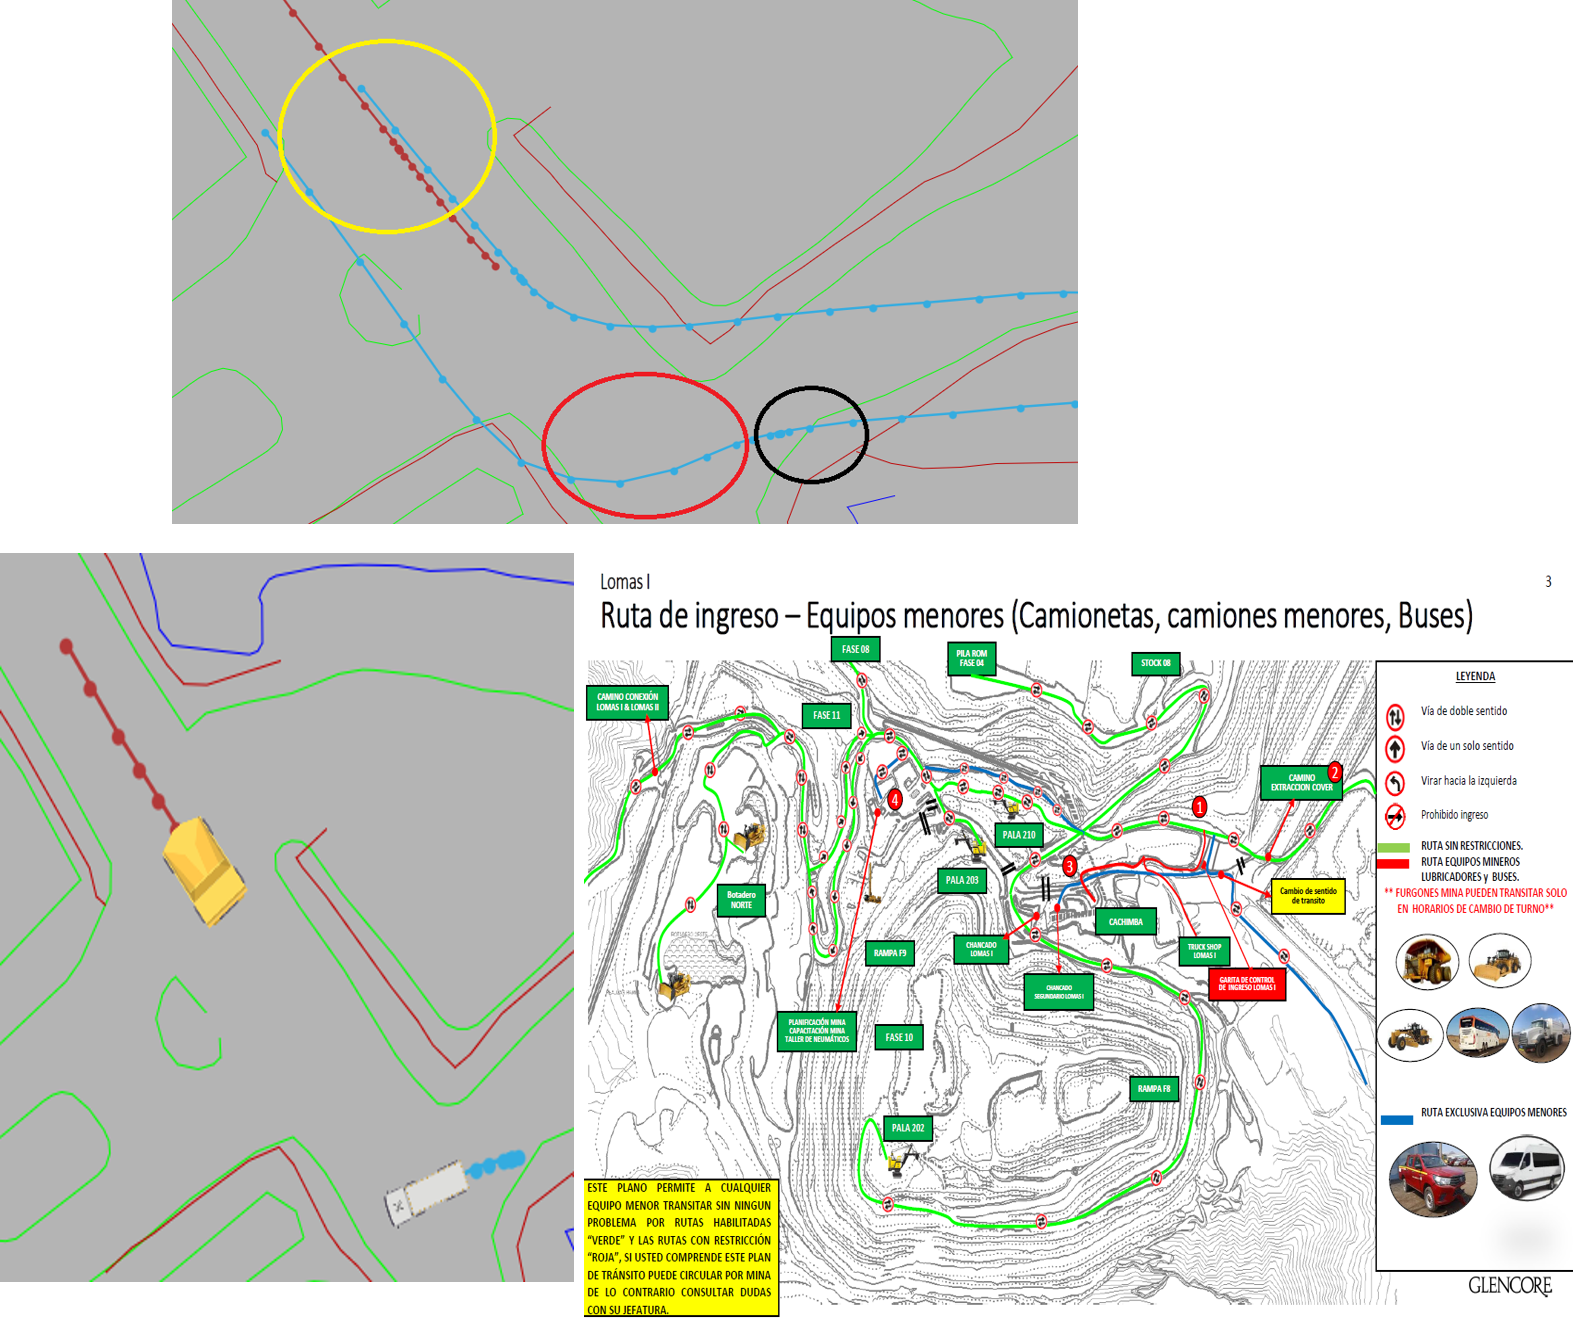 Lomas I
3
Ruta de ingreso – Equipos menores (Camionetas, camiones menores, Buses)
FASE 08
PILA ROM
FASE 04
STOCK 08
CAMINO CONEXIÓN
LOMAS I & LOMAS II
FASE 11
CAMINO
EXTRACCION COVER
2
1
4
PALA 210
3
PALA 203
Botadero
NORTE
Cambio de sentido
de transito
CACHIMBA
RAMPA F9
CHANCADO
LOMAS I
TRUCK SHOP
LOMAS I
CHANCADO
SEGUNDARIO LOMAS I
GARITA DE CONTROL
DE INGRESO LOMAS I
PLANIFICACIÓN MINA
CAPACITACIÓN MINA
TALLER DE NEUMÁTICOS
FASE 10
RAMPA F8
PALA 202
LEYENDA
Vía de doble sentido
Vía de un solo sentido
Virar hacia la izquierda
Prohibido ingreso
RUTA SIN RESTRICCIONES.
RUTA EQUIPOS MINEROS
LUBRICADORES y BUSES.
** FURGONES MINA PUEDEN TRANSITAR SOLO
EN HORARIOS DE CAMBIO DE TURNO**
RUTA EXCLUSIVA EQUIPOS MENORES
ESTE PLANO PERMITE A CUALQUIER
EQUIPO MENOR TRANSITAR SIN NINGUN
PROBLEMA POR RUTAS HABILITADAS
“VERDE” Y LAS RUTAS CON RESTRICCIÓN
“ROJA”, SI USTED COMPRENDE ESTE PLAN
DE TRÁNSITO PUEDE CIRCULAR POR MINA
DE LO CONTRARIO CONSULTAR DUDAS
CON SU JEFATURA.
GLENCORE